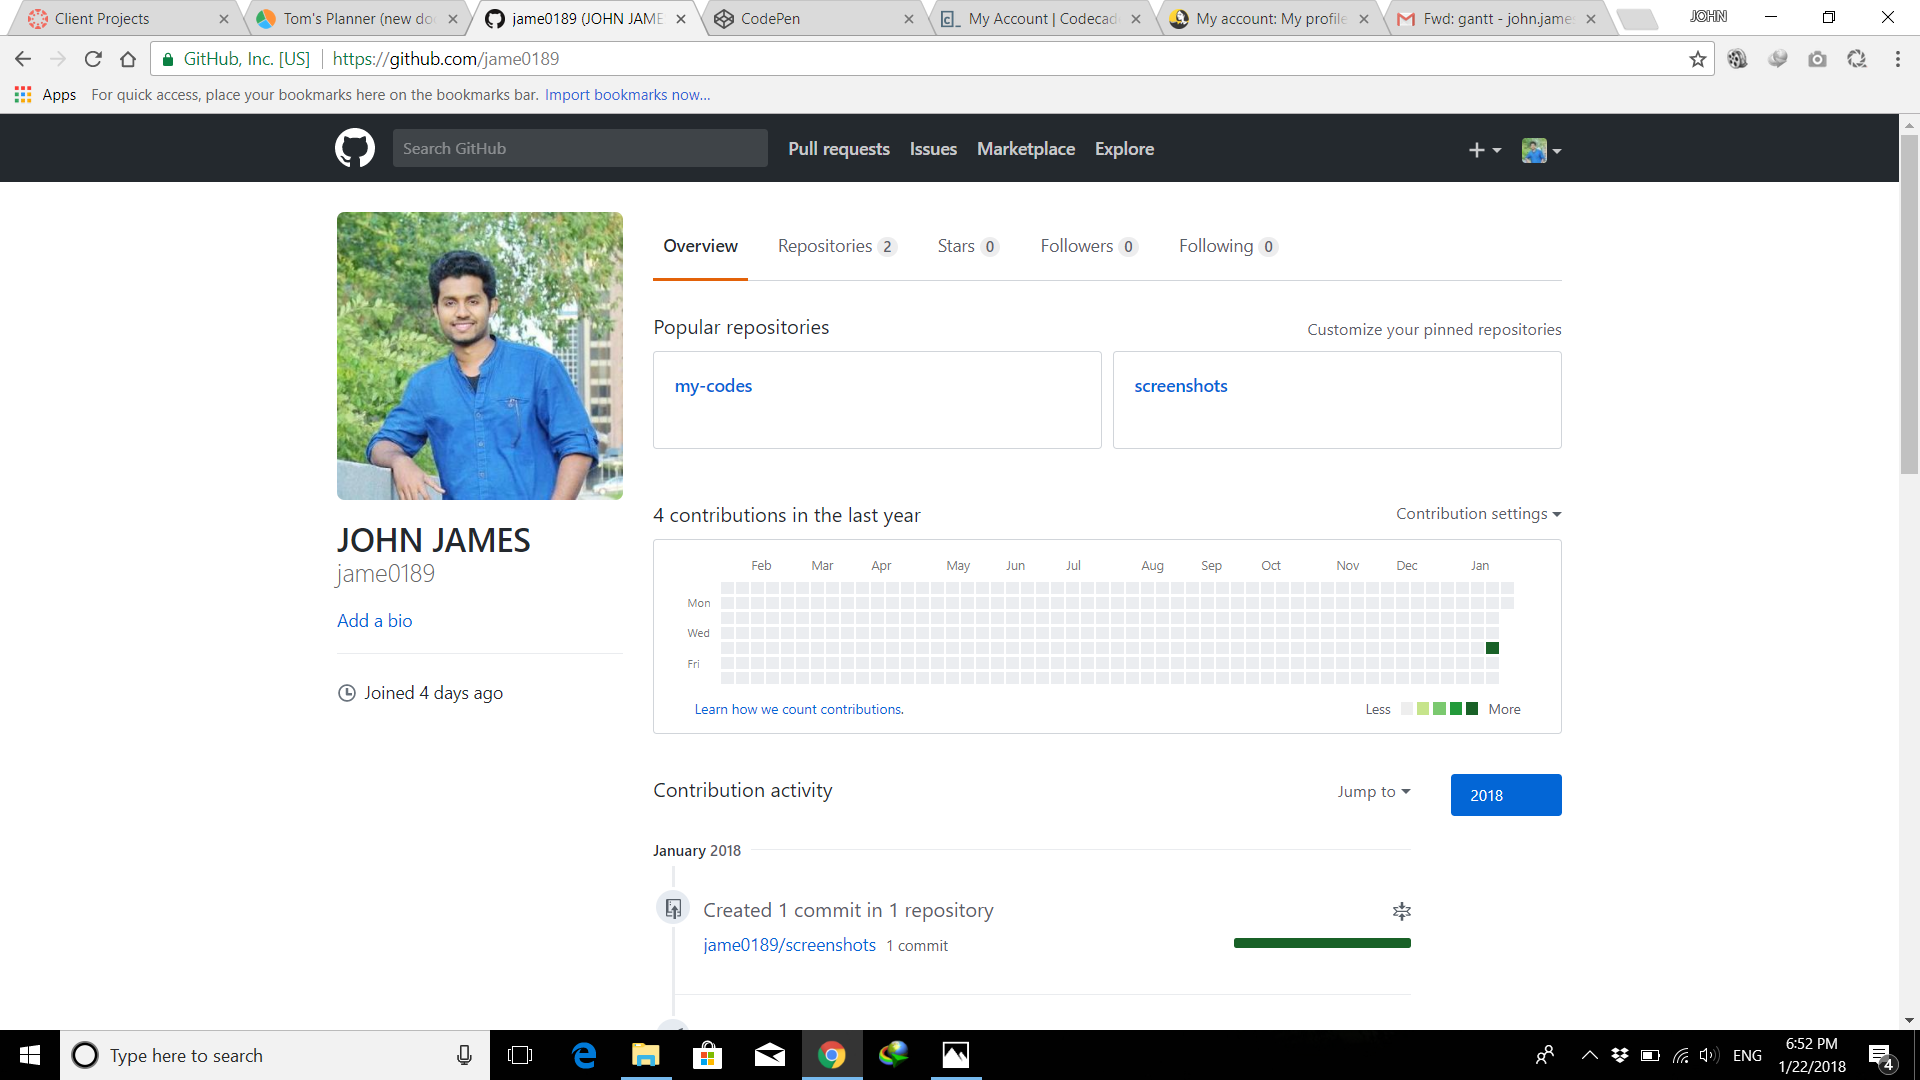 Client Projects
Tom's Planner (new do
jame0189 (JOHN JAME
CodePen
My Account | Codecad
My account: My profile
Fwd: gantt - john.james
JOHN
GitHub, Inc. [US]
https://github.com/jame0189
Apps
For quick access, place your bookmarks here on the bookmarks bar. Import bookmarks now...
Search GitHub
Pull requests
Issues
Marketplace
Explore
Overview
Repositories 2
Stars 0
Followers 0
Following 0
Popular repositories
Customize your pinned repositories
my-codes
screenshots
JOHN JAMES
jame0189
Add a bio
Joined 4 days ago
4 contributions in the last year
Contribution settings
Feb Mar Apr May Jun Jul Aug Sep Oct Nov Dec Jan
Mon
Wed
Fri
Learn how we count contributions.
Less
More
Contribution activity
Jump to
2018
January 2018
Created 1 commit in 1 repository
jame0189/screenshots 1 commit
Type here to search
ENG
6:52 PM
1/22/2018
4